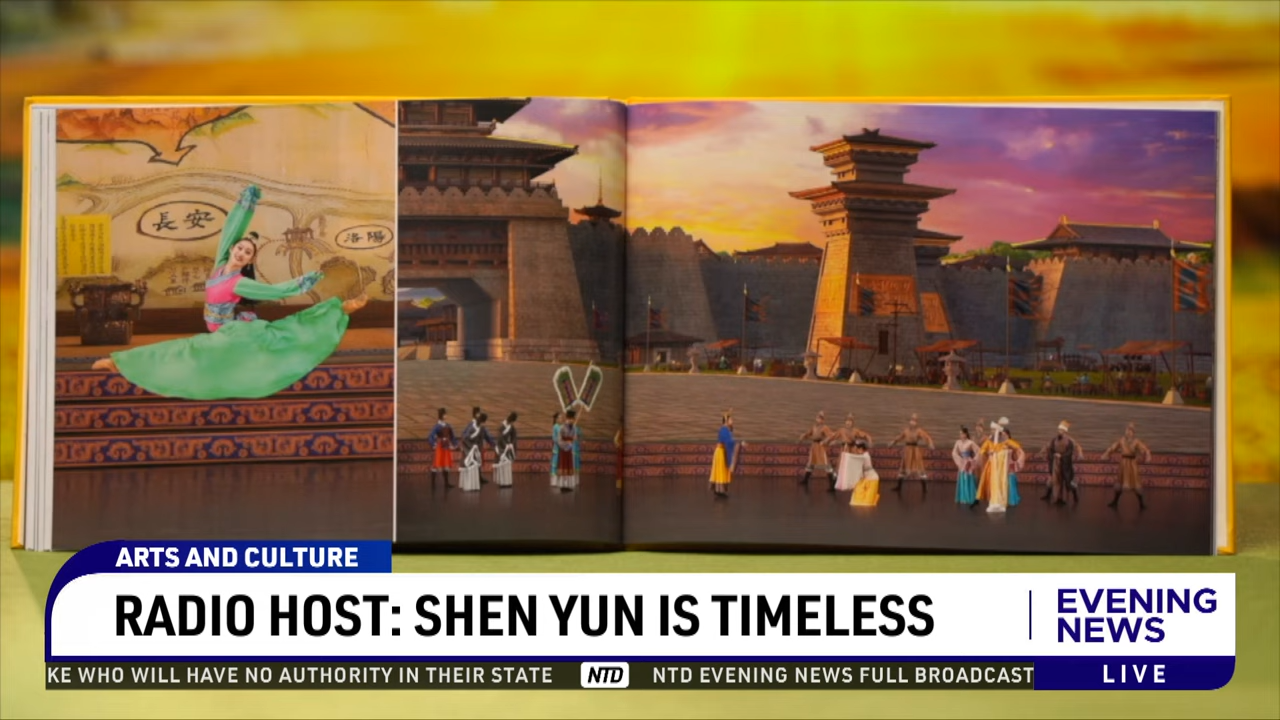 長安
洛陽
ARTS AND CULTURE
RADIO HOST: SHEN YUN IS TIMELESS
EVENING
NEWS
KE WHO WILL HAVE NO AUTHORITY IN THEIR STATE NTD NTD EVENING NEWS FULL BROADCAST
LIVE